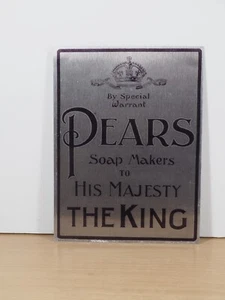 By Special
Warrant
PEARS
Soap Makers
TO
HIS MAJESTY
THE KING